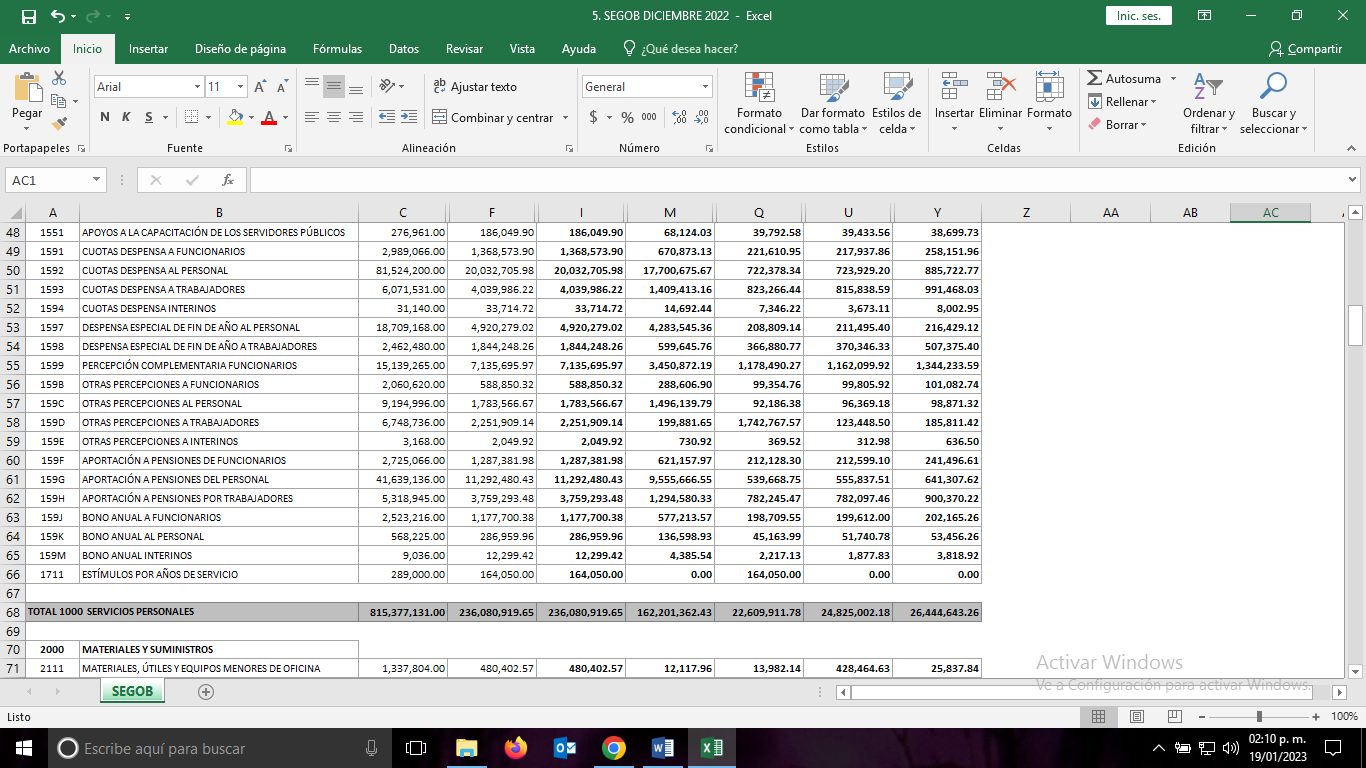 5. SEGOB DICIEMBRE 2022 - Excel
Inic. ses.
Archivo Inicio Insertar Diseño de página Fórmulas Datos Revisar Vista Ayuda ¿Qué desea hacer? Compartir
Pegar
Arial 11
N K S
Ajustar texto
Combinar y centrar
General
$ % 000
Formato condicional
Dar formato como tabla
Estilos de celda
Insertar Eliminar Formato
Autosuma
Rellenar
Borrar
Ordenar y filtrar
Buscar y seleccionar
Portapapeles Fuente Alineación Número Estilos Celdas Edición
AC1 fx
A B C F I M Q U Y Z AA AB AC
48 1551 APOYOS A LA CAPACITACIÓN DE LOS SERVIDORES PÚBLICOS 276,961.00 186,049.90 186,049.90 68,124.03 39,792.58 39,433.56 38,699.73
49 1591 CUOTAS DESPENSA A FUNCIONARIOS 2,989,066.00 1,368,573.90 1,368,573.90 670,873.13 221,610.95 217,937.86 258,151.96
50 1592 CUOTAS DESPENSA AL PERSONAL 81,524,200.00 20,032,705.98 20,032,705.98 17,700,675.67 722,378.34 723,929.20 885,722.77
51 1593 CUOTAS DESPENSA A TRABAJADORES 6,071,531.00 4,039,986.22 4,039,986.22 1,409,413.16 823,266.44 815,838.59 991,468.03
52 1594 CUOTAS DESPENSA INTERINOS 31,140.00 33,714.72 33,714.72 14,692.44 7,346.22 3,673.11 8,002.95
53 1597 DESPENSA ESPECIAL DE FIN DE AÑO AL PERSONAL 18,709,168.00 4,920,279.02 4,920,279.02 4,283,545.36 208,809.14 211,495.40 216,429.12
54 1598 DESPENSA ESPECIAL DE FIN DE AÑO A TRABAJADORES 2,462,480.00 1,844,248.26 1,844,248.26 599,645.76 366,880.77 370,346.33 507,375.40
55 1599 PERCEPCIÓN COMPLEMENTARIA FUNCIONARIOS 15,139,265.00 7,135,695.97 7,135,695.97 3,450,872.19 1,178,490.27 1,162,099.92 1,344,233.59
56 159B OTRAS PERCEPCIONES A FUNCIONARIOS 2,060,620.00 588,850.32 588,850.32 288,606.90 99,354.76 99,805.92 101,082.74
57 159C OTRAS PERCEPCIONES AL PERSONAL 9,194,996.00 1,783,566.67 1,783,566.67 1,496,139.79 92,186.38 96,369.18 98,871.32
58 159D OTRAS PERCEPCIONES A TRABAJADORES 6,748,736.00 2,251,909.14 2,251,909.14 199,881.65 1,742,767.57 123,448.50 185,811.42
59 159E OTRAS PERCEPCIONES A INTERINOS 3,168.00 2,049.92 2,049.92 730.92 369.52 312.98 636.50
60 159F APORTACIÓN A PENSIONES DE FUNCIONARIOS 2,725,066.00 1,287,381.98 1,287,381.98 621,157.97 212,128.30 212,599.10 241,496.61
61 159G APORTACIÓN A PENSIONES DEL PERSONAL 41,639,136.00 11,292,480.43 11,292,480.43 9,555,666.55 539,668.75 555,837.51 641,307.62
62 159H APORTACIÓN A PENSIONES POR TRABAJADORES 5,318,945.00 3,759,293.48 3,759,293.48 1,294,580.33 782,245.47 782,097.46 900,370.22
63 159J BONO ANUAL A FUNCIONARIOS 2,523,216.00 1,177,700.38 1,177,700.38 577,213.57 198,709.55 199,612.00 202,165.26
64 159K BONO ANUAL AL PERSONAL 568,225.00 286,959.96 286,959.96 136,598.93 45,163.99 51,740.78 53,456.26
65 159M BONO ANUAL INTERINOS 9,036.00 12,299.42 12,299.42 4,385.54 2,217.13 1,877.83 3,818.92
66 1711 ESTÍMULOS POR AÑOS DE SERVICIO 289,000.00 164,050.00 164,050.00 0.00 164,050.00 0.00 0.00
67
68 TOTAL 1000 SERVICIOS PERSONALES 815,377,131.00 236,080,919.65 236,080,919.65 162,201,362.43 22,609,911.78 24,825,002.18 26,444,643.26
69
70 2000 MATERIALES Y SUMINISTROS
71 2111 MATERIALES, ÚTILES Y EQUIPOS MENORES DE OFICINA 1,337,804.00 480,402.57 480,402.57 12,117.96 13,982.14 428,464.63 25,837.84
Activar Windows
Ve a Configuración para activar Windows.
SEGOB
Listo 100%
Escribe aquí para buscar
02:10 p. m.
19/01/2023